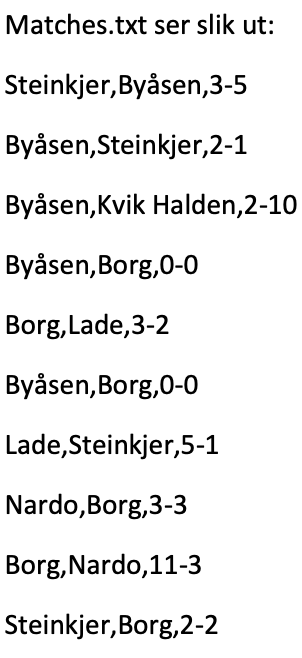 Matches.txt ser slik ut:
Steinkjer,Byåsen,3-5
Byåsen,Steinkjer,2-1
Byåsen,Kvik Halden,2-10
Byåsen,Borg,0-0
Borg,Lade,3-2
Byåsen,Borg,0-0
Lade,Steinkjer,5-1
Nardo,Borg,3-3
Borg,Nardo,11-3
Steinkjer,Borg,2-2